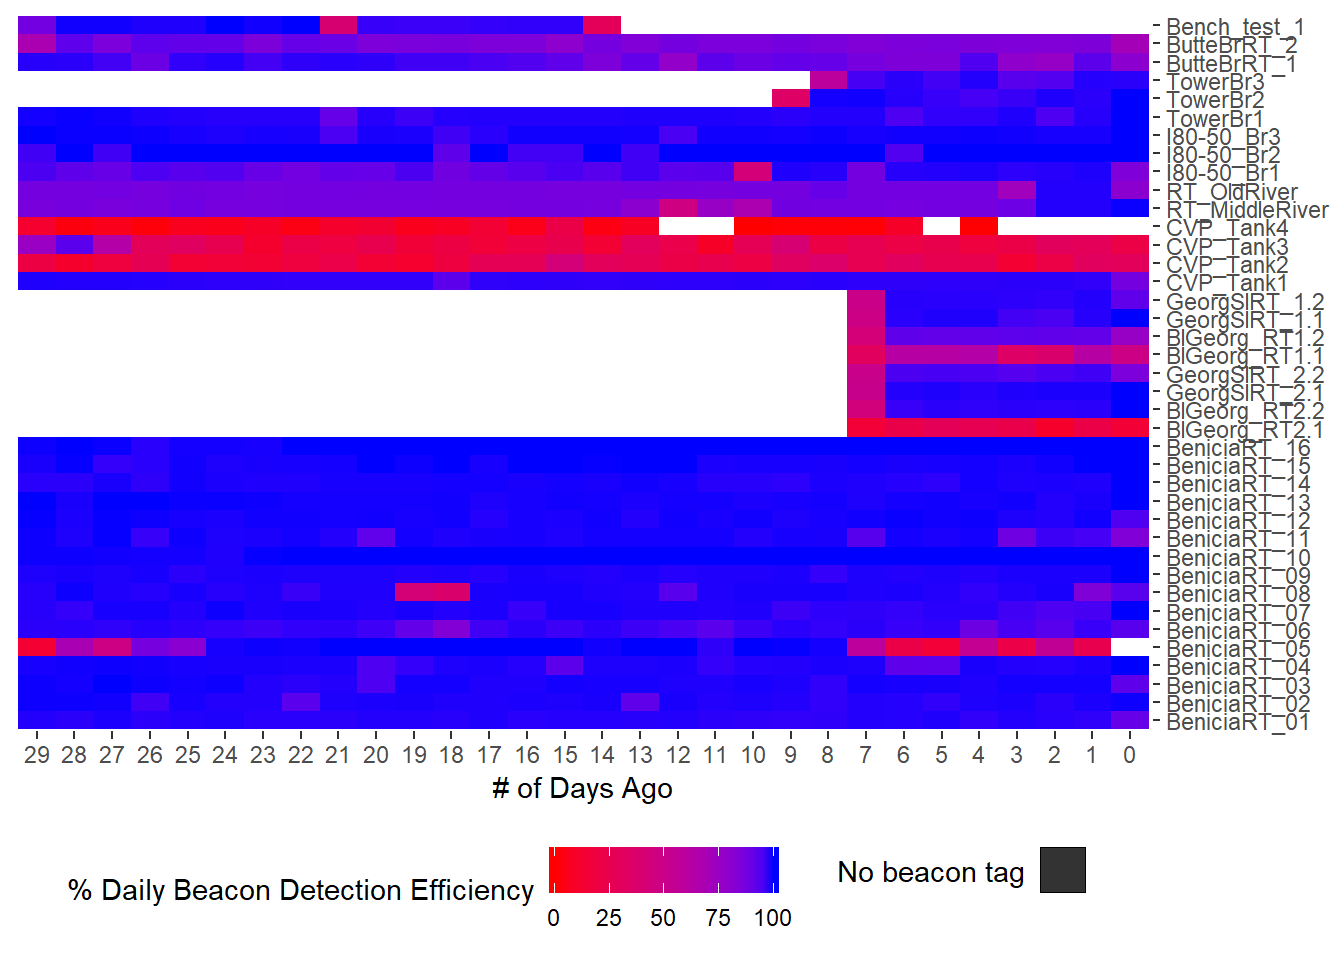 Bench_test_1
ButteBrRT_2
ButteBrRT_1
TowerBr3
TowerBr2
TowerBr1
I80-50_Br3
I80-50_Br2
I80-50_Br1
RT_OldRiver
RT_MiddleRiver
CVP_Tank4
CVP_Tank3
CVP_Tank2
CVP_Tank1
GeorgSlRT_1.2
GeorgSlRT_1.1
BlGeorg_RT1.2
BlGeorg_RT1.1
GeorgSlRT_2.2
GeorgSlRT_2.1
BlGeorg_RT2.2
BlGeorg_RT2.1
BeniciaRT_16
BeniciaRT_15
BeniciaRT_14
BeniciaRT_13
BeniciaRT_12
BeniciaRT_11
BeniciaRT_10
BeniciaRT_09
BeniciaRT_08
BeniciaRT_07
BeniciaRT_06
BeniciaRT_05
BeniciaRT_04
BeniciaRT_03
BeniciaRT_02
BeniciaRT_01
29 28 27 26 25 24 23 22 21 20 19 18 17 16 15 14 13 12 11 10 9 8 7 6 5 4 3 2 1 0
# of Days Ago
% Daily Beacon Detection Efficiency
0 25 50 75 100
No beacon tag